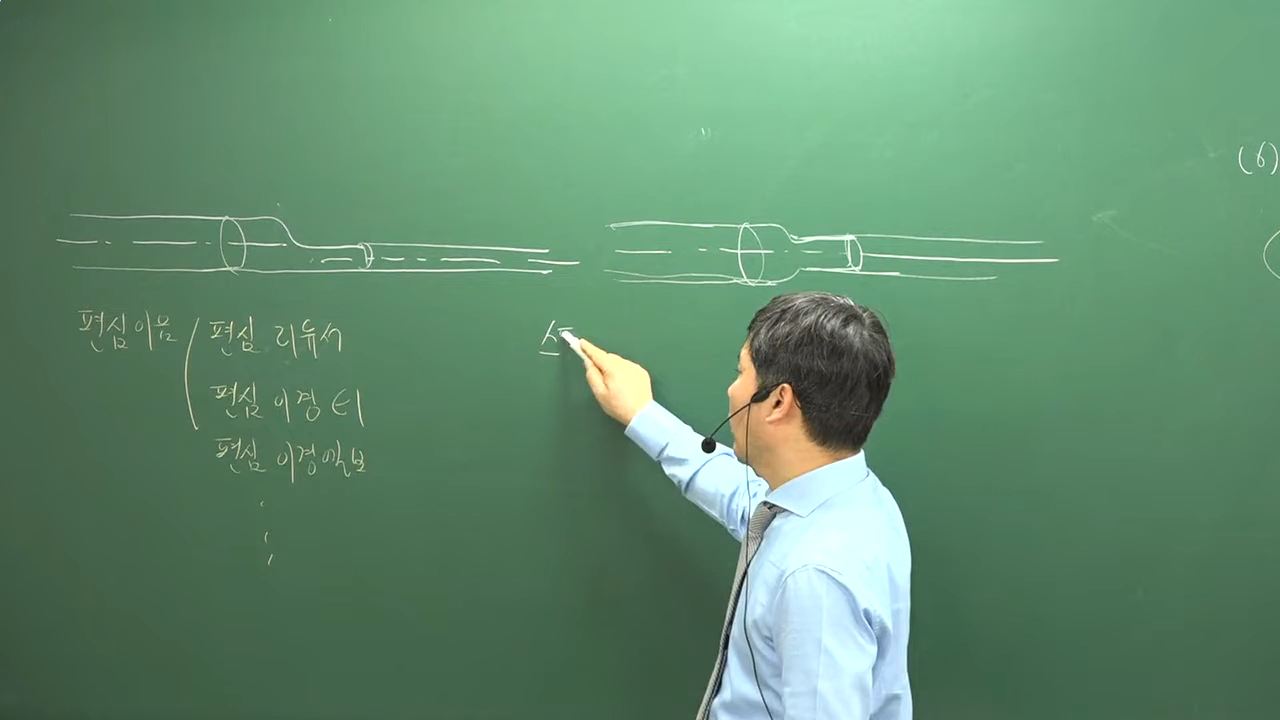 (6)
편심이음
편심 리듀서
편심 이경 티
편심 이경엘보